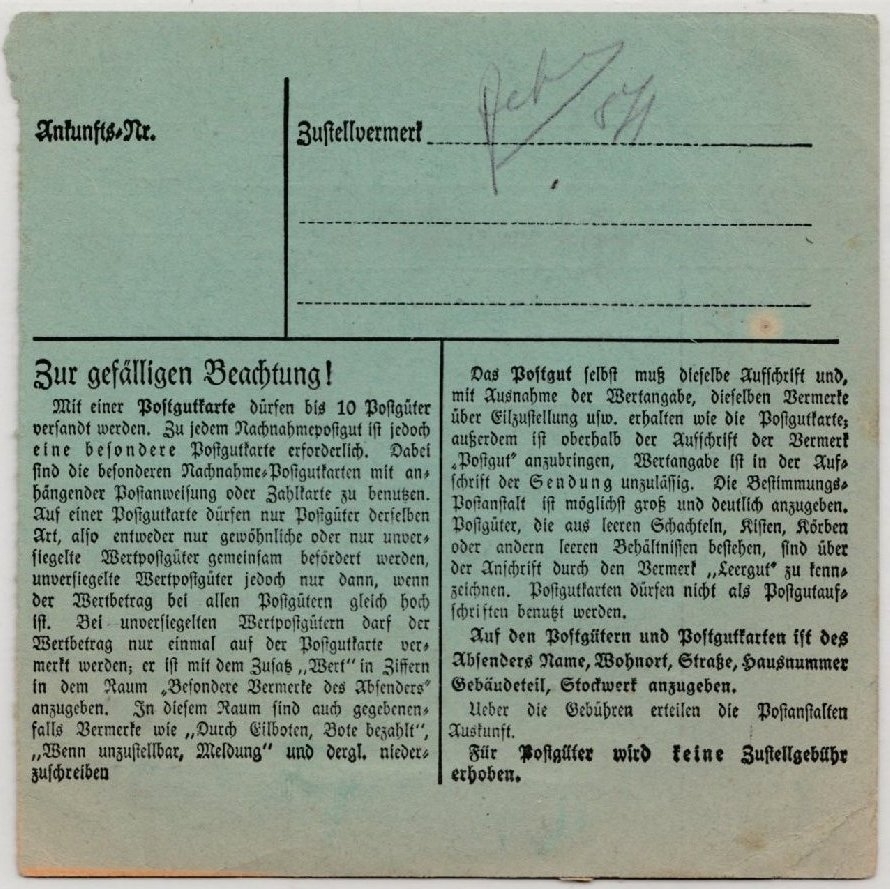 Ankunfts-Nr.
Zustellvermerk
Zur gefälligen Beachtung!
Mit einer Postgutkarte dürfen bis 10 Postgüter
versandt werden. Zu jedem Nachnahmepostgut ist jedoch
eine besondere Postgutkarte erforderlich. Dabei
sind die besonderen Nachnahme-Postgutkarten mit an-
hängender Postanweisung oder Zahlkarte zu benutzen.
Auf einer Postgutkarte dürfen nur Postgüter derselben
Art, also entweder nur gewöhnliche oder nur unver-
siegelte Wertpostgüter gemeinsam befördert werden,
unversiegelte Wertpostgüter jedoch nur dann, wenn
der Wertbetrag bei allen Postgütern gleich hoch
ist. Bei unversiegelten Wertpostgütern darf der
Wertbetrag nur einmal auf der Postgutkarte ver-
merkt werden; er ist mit dem Zusatz „Wert“ in Ziffern
in dem Raum „Besondere Vermerke des Absenders“
anzugeben. In diesem Raum sind auch gegebenen-
falls Vermerke wie „Durch Eilboten, Bote bezahlt“,
„Wenn unzustellbar, Meldung“ und dergl. nieder-
zuschreiben
Das Postgut selbst muß dieselbe Aufschrift und,
mit Ausnahme der Wertangabe, dieselben Vermerke
über Eilzustellung usw. erhalten wie die Postgutkarte;
außerdem ist oberhalb der Aufschrift der Vermerk
„Postgut“ anzubringen, Wertangabe ist in der Auf-
schrift der Sendung unzulässig. Die Bestimmungs-
Postanstalt ist möglichst groß und deutlich anzugeben.
Postgüter, die aus leeren Schachteln, Kisten, Körben
oder andern leeren Behältnissen bestehen, sind über
der Anschrift durch den Vermerk „Leergut“ zu kenn-
zeichnen. Postgutkarten dürfen nicht als Postgutauf-
schriften benutzt werden.
Auf den Postgütern und Postgutkarten ist des
Absenders Name, Wohnort, Straße, Hausnummer
Gebäudeteil, Stockwerk anzugeben.
Ueber die Gebühren erteilen die Postanstalten
Auskunft.
Für Postgüter wird keine Zustellgebühr
erhoben.